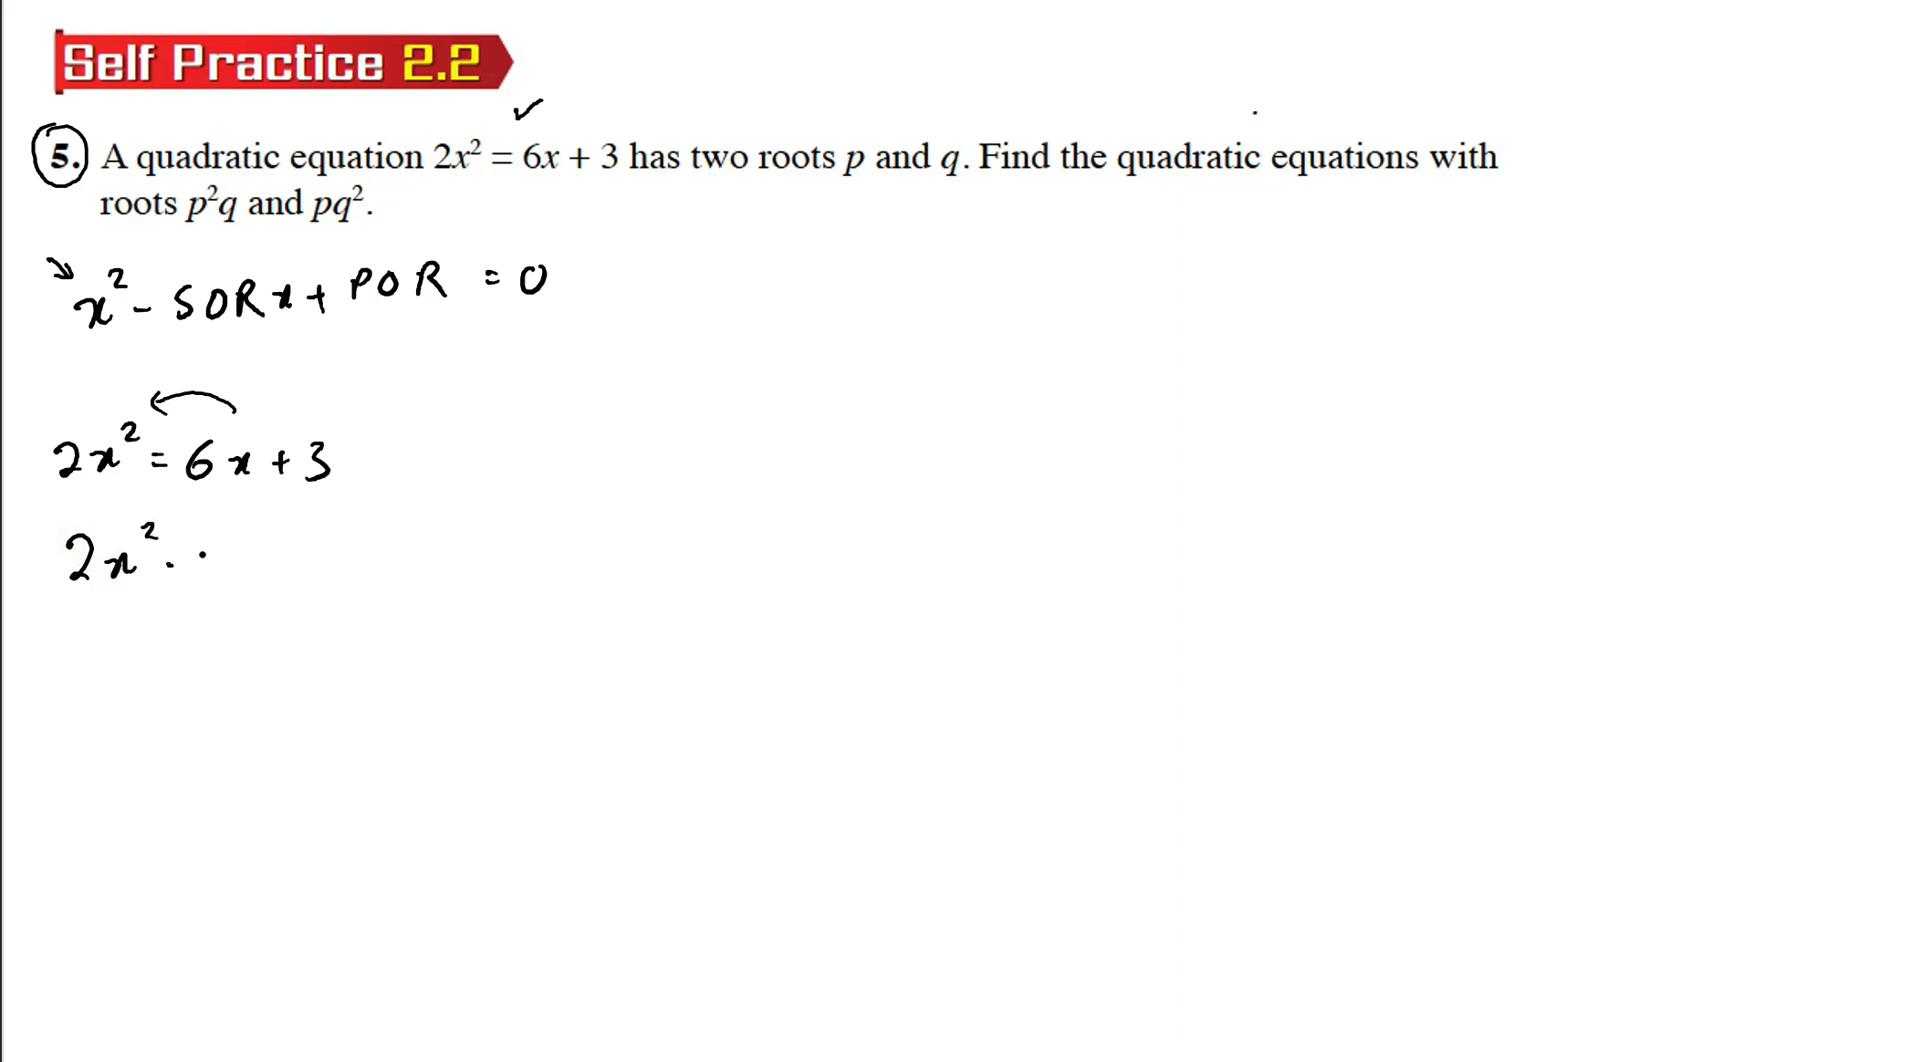 Self Practice 2.2
5. A quadratic equation 2x² = 6x + 3 has two roots p and q. Find the quadratic equations with
roots p²q and pq².
x² - SOR x + POR = 0
2x² = 6x + 3
2x² -